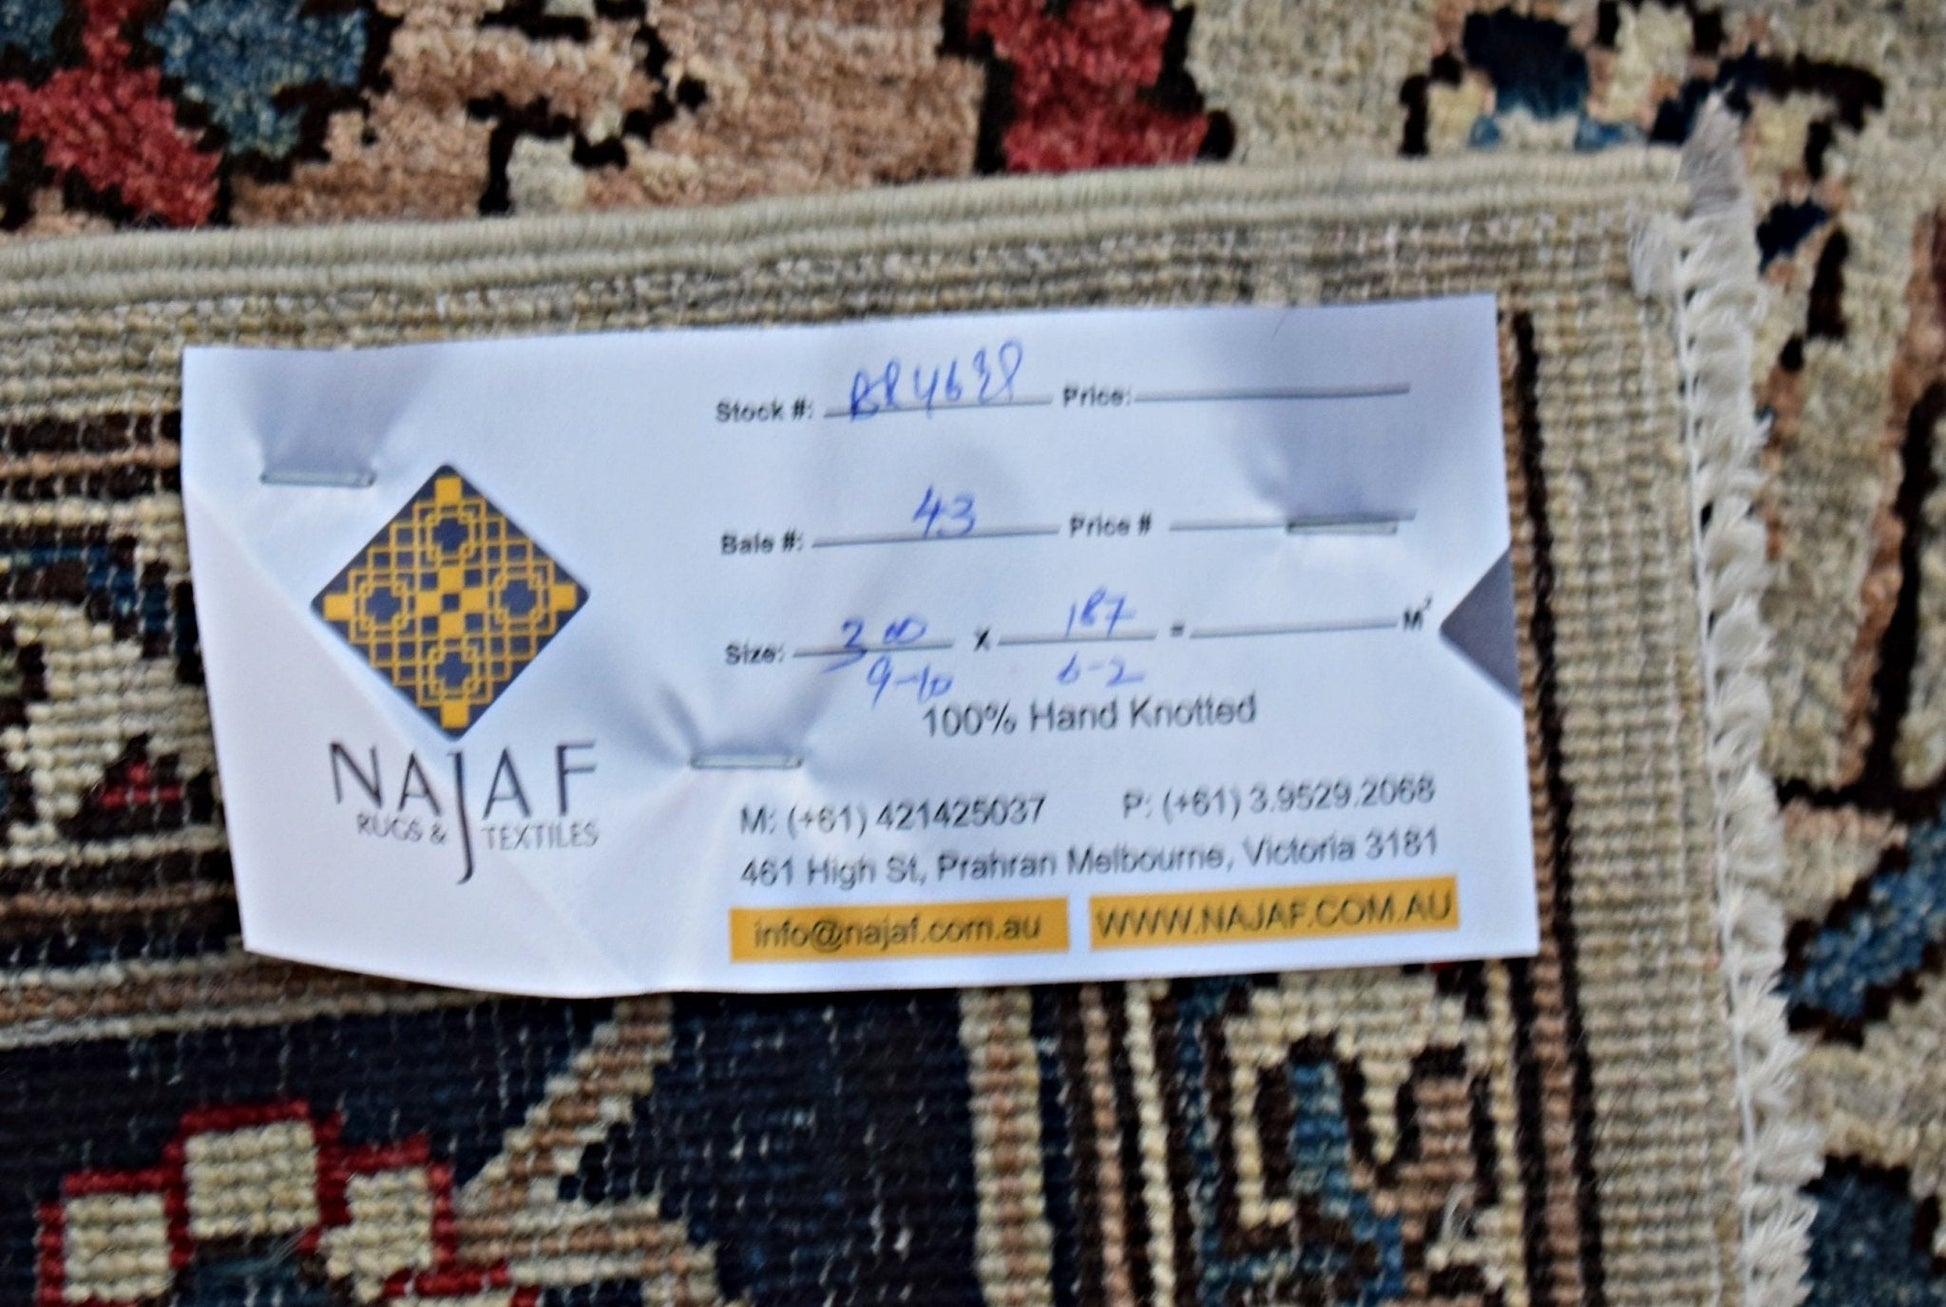 Stock #: BR4638 Price:
Bale #: 43 Price #
Size: 300 x 187 = M²
9-10 6-2
100% Hand Knotted
NAJAF
RUGS & TEXTILES
M: (+61) 421425037 P: (+61) 3.9529.2068
461 High St, Prahran Melbourne, Victoria 3181
info@najaf.com.au WWW.NAJAF.COM.AU